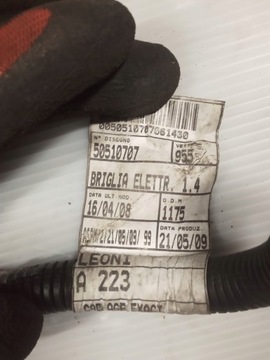 0050510707061430
N° DISEGNO
50510707
955
BRIGLIA ELETTR. 1.4
DATA ULT MOD
O.D.M
16/04/08
1175
DATA PRODUZ.
21/05/09
LEONI
A 223